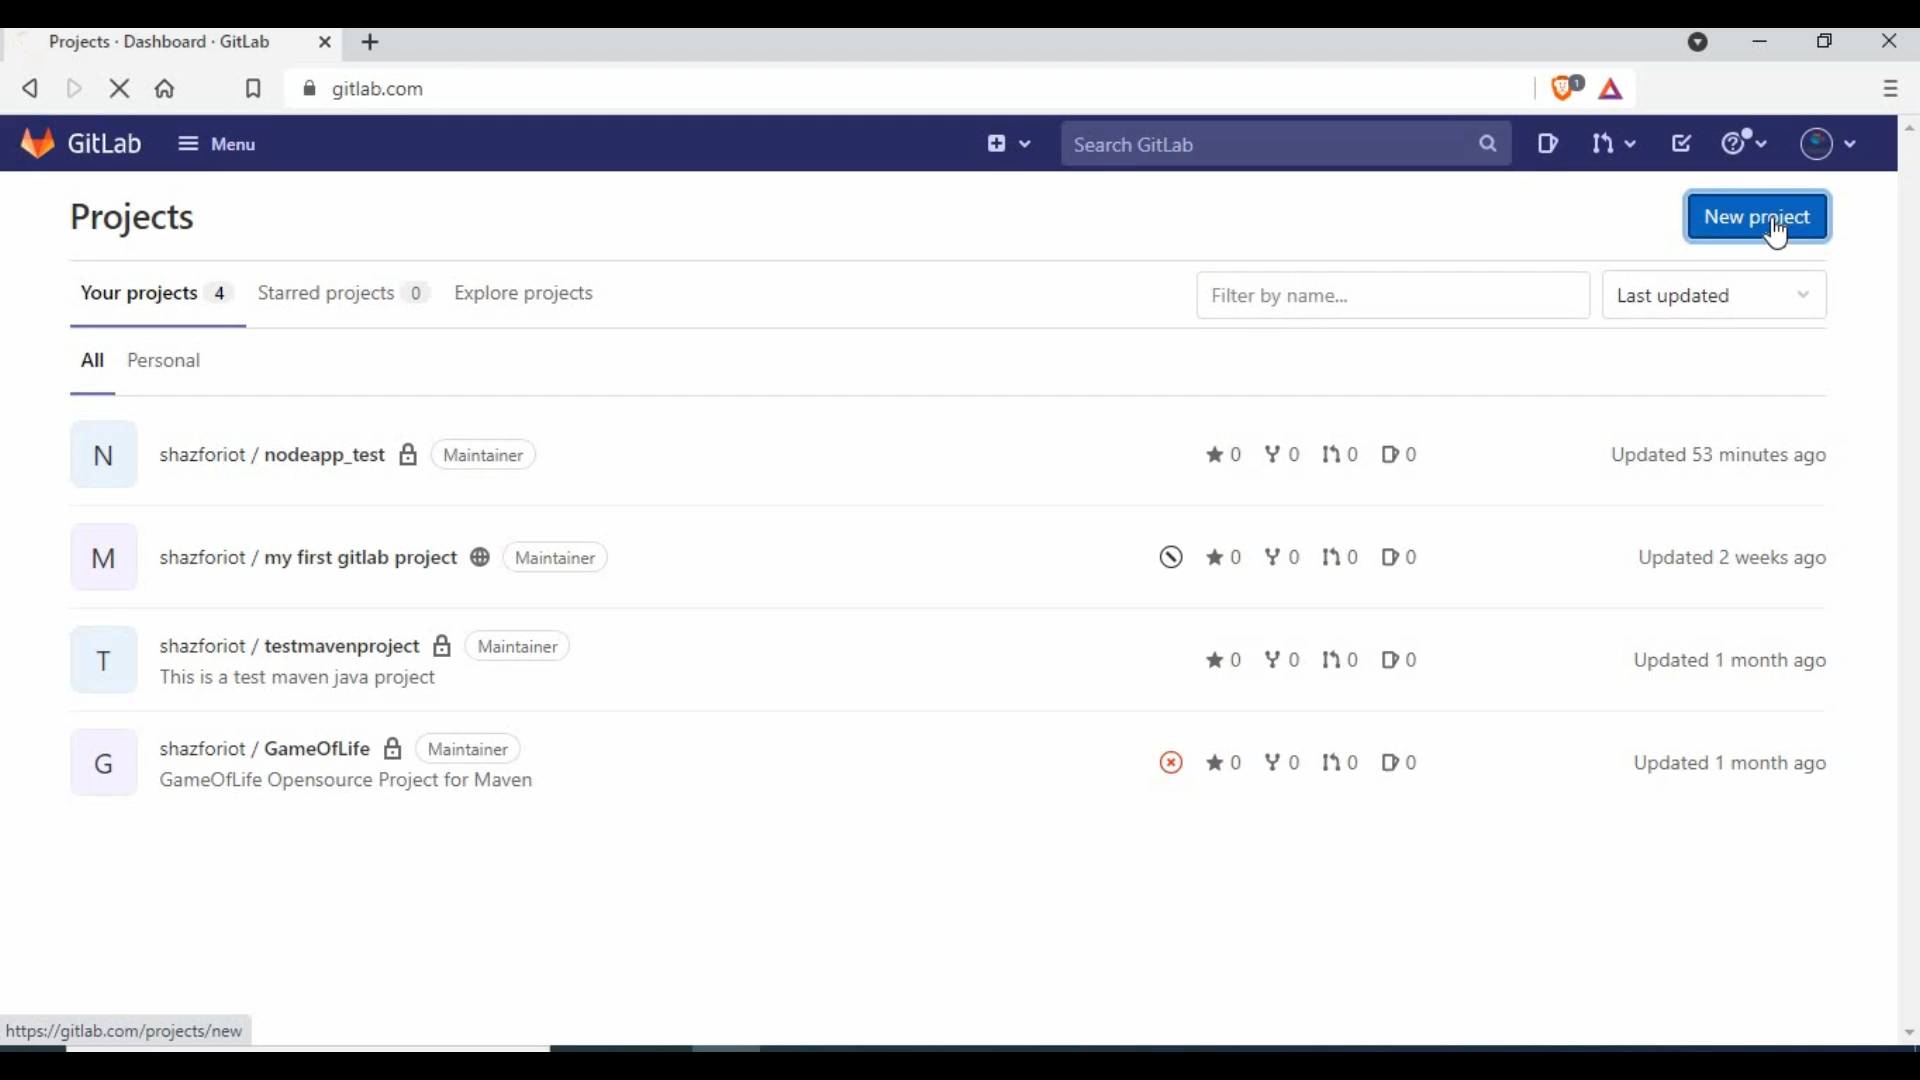 Projects · Dashboard · GitLab
gitlab.com
1
GitLab Menu Search GitLab
Projects
New project
Your projects 4 Starred projects 0 Explore projects Filter by name... Last updated
All Personal
N shazforiot / nodeapp_test Maintainer 0 0 0 0 Updated 53 minutes ago
M shazforiot / my first gitlab project Maintainer 0 0 0 0 Updated 2 weeks ago
T shazforiot / testmavenproject Maintainer 0 0 0 0 Updated 1 month ago
This is a test maven java project
G shazforiot / GameOfLife Maintainer 0 0 0 0 Updated 1 month ago
GameOfLife Opensource Project for Maven
https://gitlab.com/projects/new